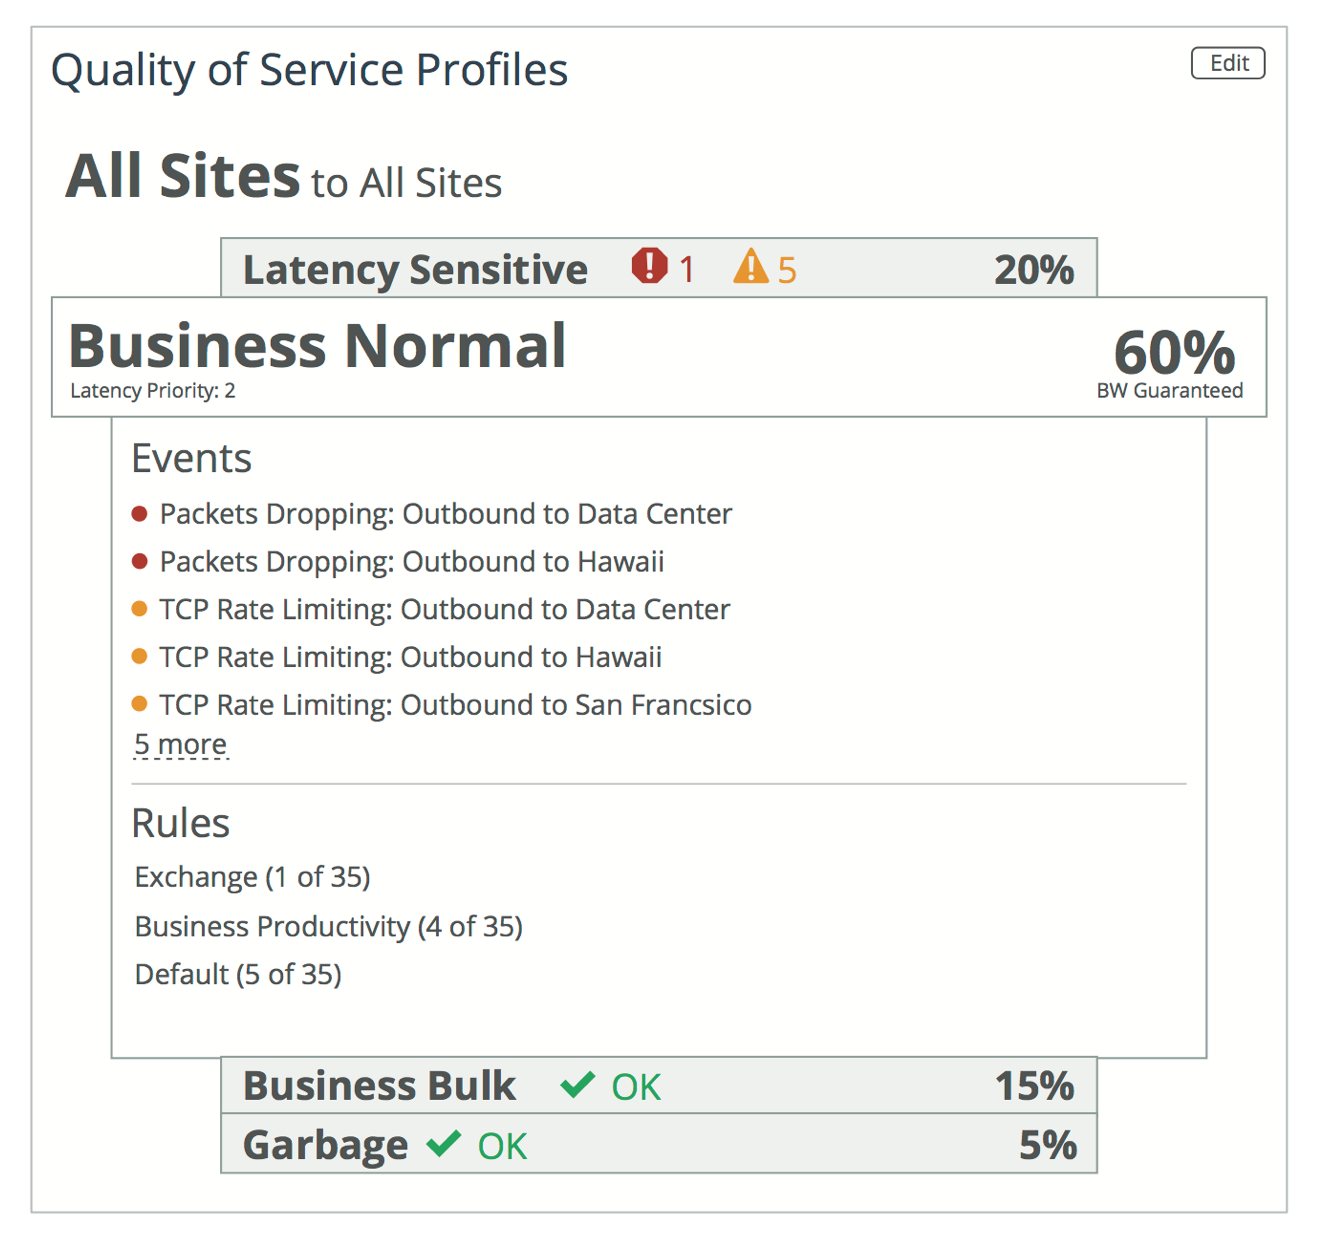 Quality of Service Profiles
Edit
All Sites to All Sites
Latency Sensitive 1 5 20%
Business Normal 60%
Latency Priority: 2 BW Guaranteed
Events
Packets Dropping: Outbound to Data Center
Packets Dropping: Outbound to Hawaii
TCP Rate Limiting: Outbound to Data Center
TCP Rate Limiting: Outbound to Hawaii
TCP Rate Limiting: Outbound to San Francsico
5 more
Rules
Exchange (1 of 35)
Business Productivity (4 of 35)
Default (5 of 35)
Business Bulk OK 15%
Garbage OK 5%